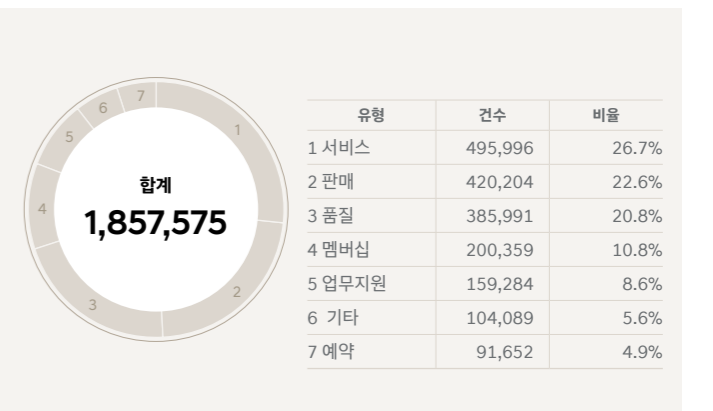 7
6
1
5
4
3
2
합계
1,857,575
유형 건수 비율
1 서비스 495,996 26.7%
2 판매 420,204 22.6%
3 품질 385,991 20.8%
4 멤버십 200,359 10.8%
5 업무지원 159,284 8.6%
6 기타 104,089 5.6%
7 예약 91,652 4.9%